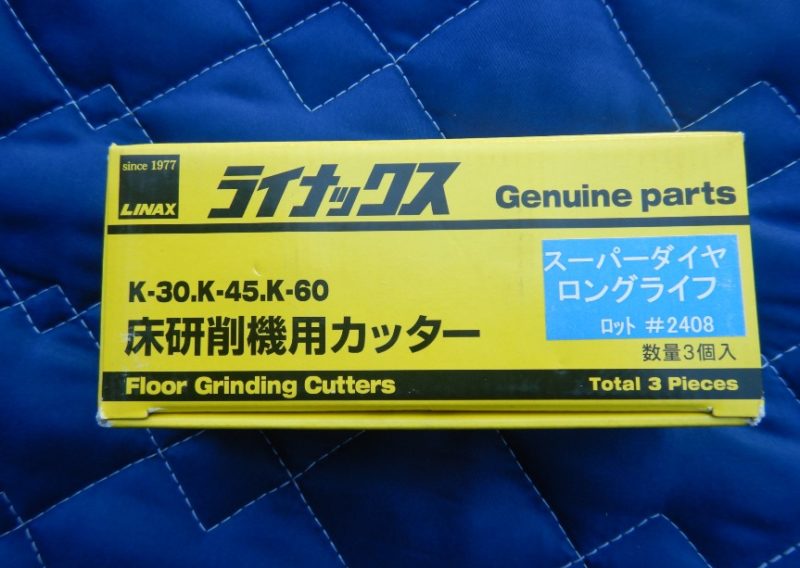 since 1977
LINAX
ライナックス
Genuine parts
K-30.K-45.K-60
床研削機用カッター
スーパーダイヤ
ロングライフ
ロット #2408
数量3個入
Floor Grinding Cutters
Total 3 Pieces